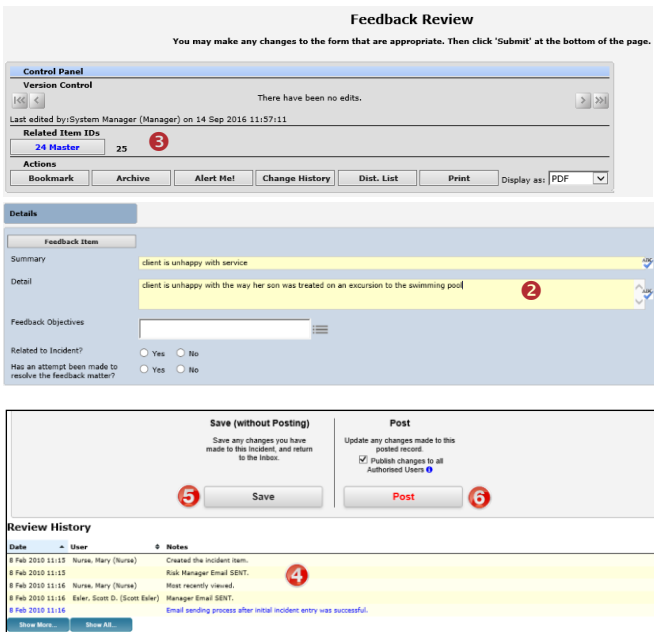 Feedback Review
You may make any changes to the form that are appropriate. Then click 'Submit' at the bottom of the page.
Control Panel
Version Control
There have been no edits.
Last edited by:System Manager (Manager) on 14 Sep 2016 11:57:11
Related Item IDs
24 Master 25 3
Actions
Bookmark Archive Alert Me! Change History Dist. List Print Display as: PDF
Details
Feedback Item
Summary client is unhappy with service ABC
Detail client is unhappy with the way her son was treated on an excursion to the swimming pool 2 ABC
Feedback Objectives
Related to Incident? Yes No
Has an attempt been made to
resolve the feedback matter? Yes No
Save (without Posting)
Save any changes you have
made to this Incident, and return
to the Inbox.
5 Save
Post
Update any changes made to this
posted record.
Publish changes to all
Authorised Users
Post 6
Review History
Date User Notes
8 Feb 2010 11:15 Nurse, Mary (Nurse) Created the incident item.
8 Feb 2010 11:15 Risk Manager Email SENT.
8 Feb 2010 11:16 Nurse, Mary (Nurse) Most recently viewed.
4
8 Feb 2010 11:16 Esler, Scott D. (Scott Esler) Manager Email SENT.
8 Feb 2010 11:16 Email sending process after initial incident entry was successful.
Show More... Show All...